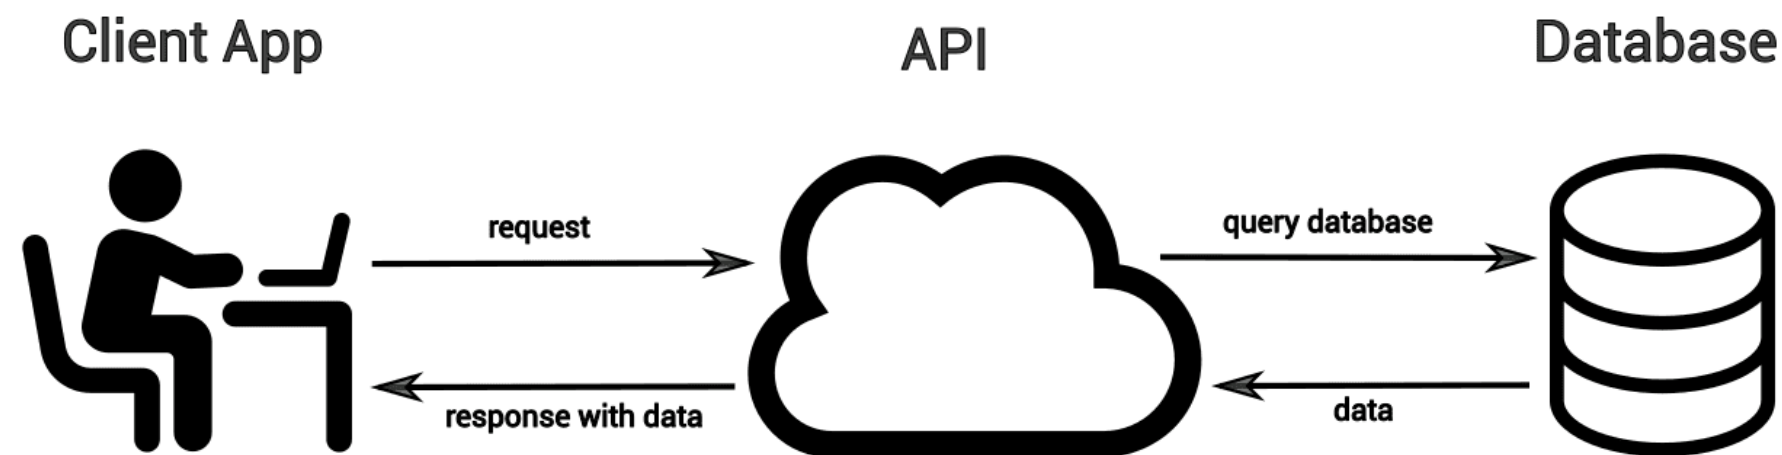 Client App
API
Database
request
query database
response with data
data